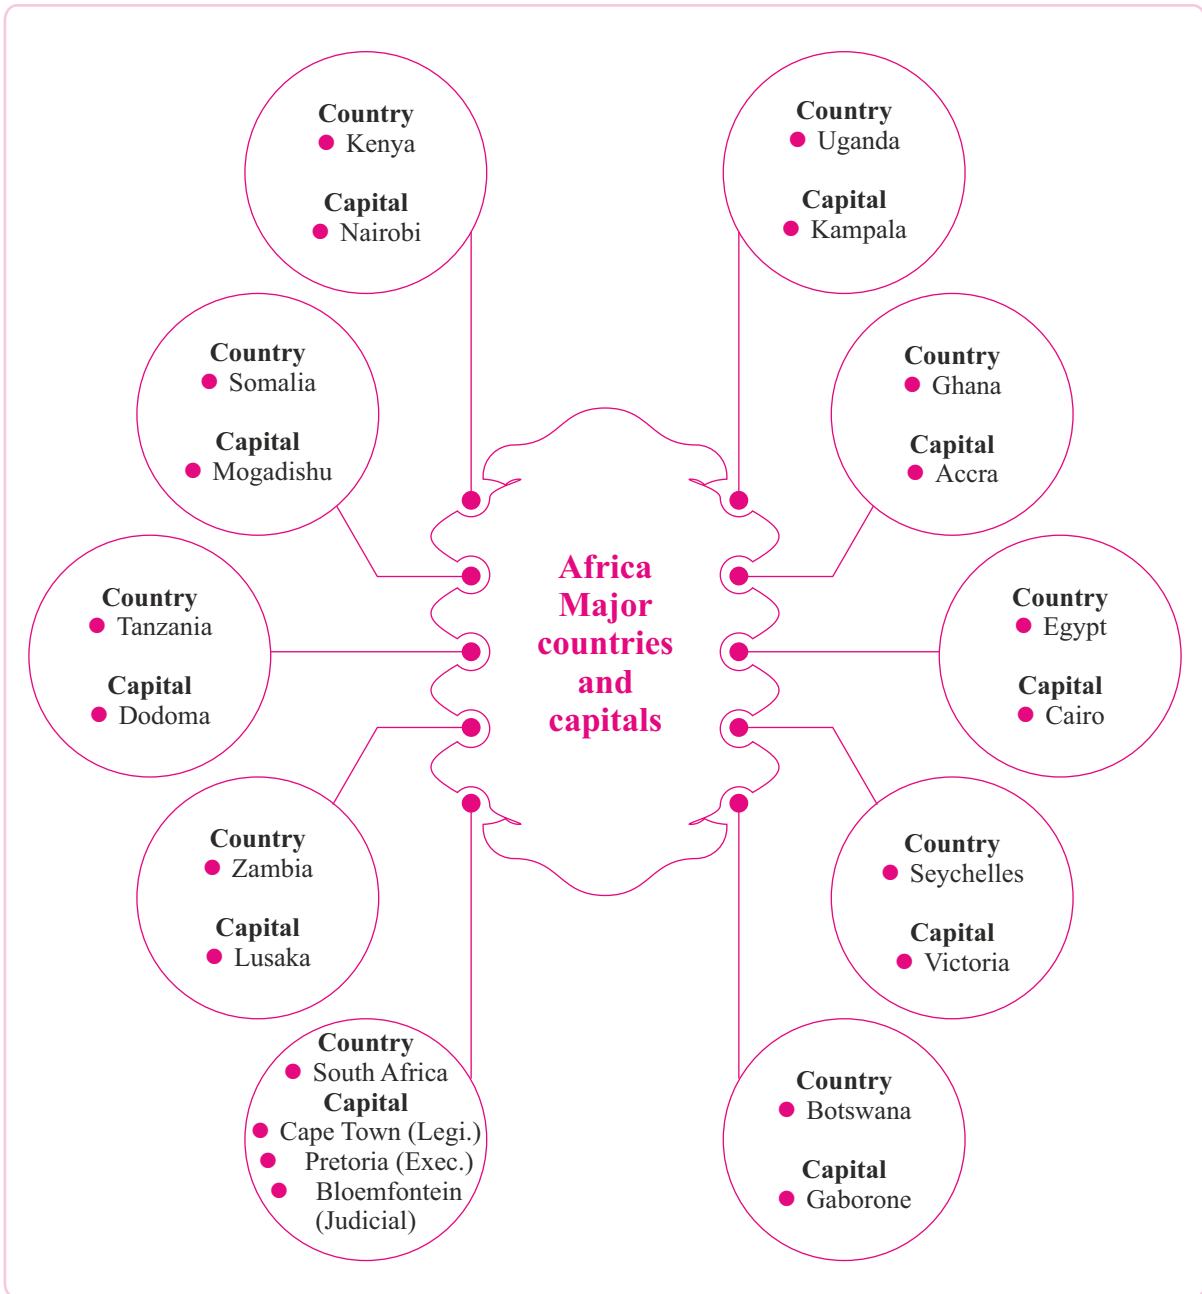 Country
Kenya
Capital
Nairobi
Country
Uganda
Capital
Kampala
Country
Somalia
Capital
Mogadishu
Country
Ghana
Capital
Accra
Africa
Major
countries
and
capitals
Country
Tanzania
Capital
Dodoma
Country
Egypt
Capital
Cairo
Country
Zambia
Capital
Lusaka
Country
Seychelles
Capital
Victoria
Country
South Africa
Capital
Cape Town (Legi.)
Pretoria (Exec.)
Bloemfontein
(Judicial)
Country
Botswana
Capital
Gaborone